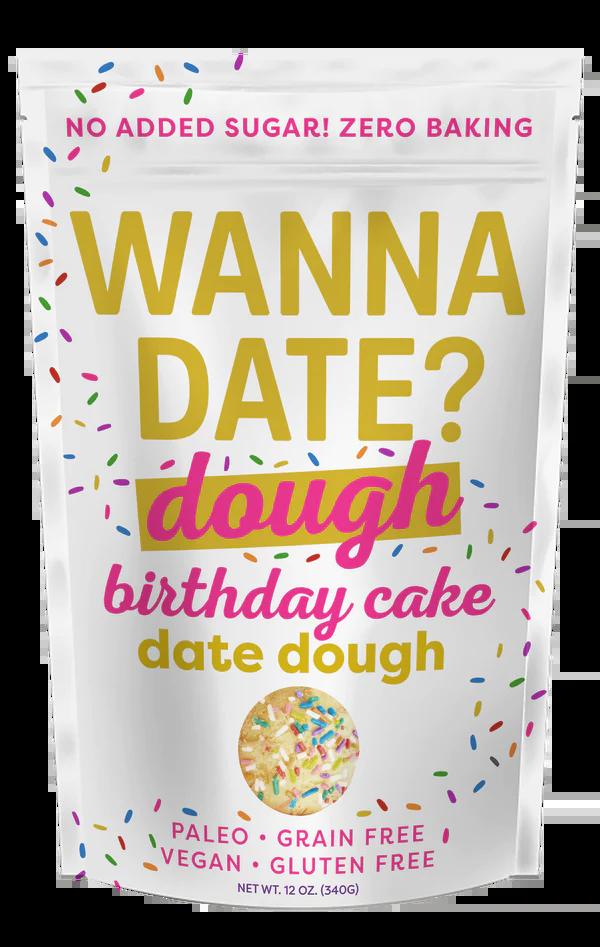 NO ADDED SUGAR! ZERO BAKING
WANNA
DATE?
dough
birthday cake
date dough
PALEO • GRAIN FREE
VEGAN • GLUTEN FREE
NET WT. 12 OZ. (340G)